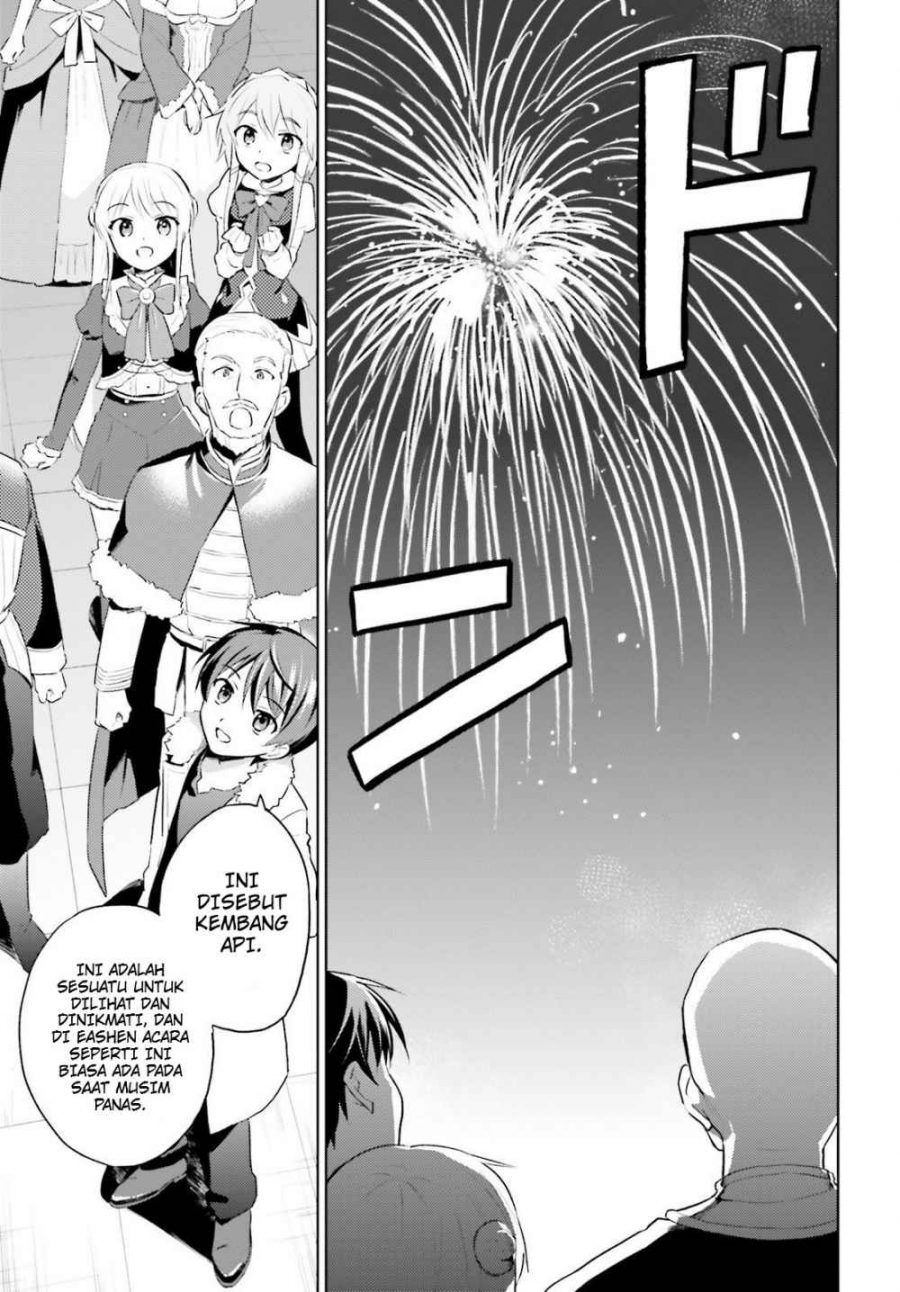 ドーン
INI
DISEBUT
KEMBANG
API.
INI ADALAH
SESUATU UNTUK
DILIHAT DAN
DINIKMATI, DAN
DI EASHEN ACARA
SEPERTI INI
BIASA ADA PADA
SAAT MUSIM
PANAS.